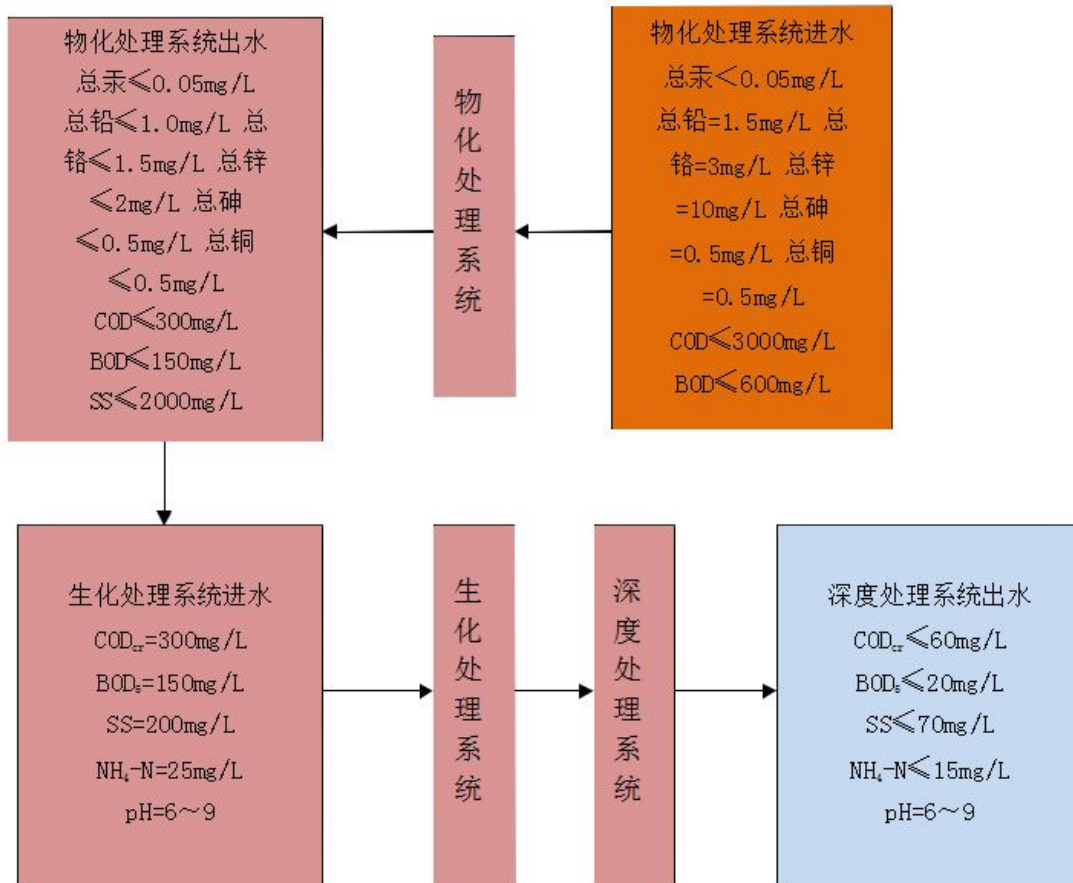 物化处理系统出水
总汞≤0.05mg/L
总铅≤1.0mg/L 总
铬≤1.5mg/L 总锌
≤2mg/L 总砷
≤0.5mg/L 总铜
≤0.5mg/L
COD≤300mg/L
BOD≤150mg/L
SS≤2000mg/L
物化处理系统
物化处理系统进水
总汞<0.05mg/L
总铅=1.5mg/L 总
铬=3mg/L 总锌
=10mg/L 总砷
=0.5mg/L 总铜
=0.5mg/L
COD≤3000mg/L
BOD≤600mg/L
生化处理系统进水
CODcr=300mg/L
BOD₅=150mg/L
SS=200mg/L
NH₄-N=25mg/L
pH=6～9
生化处理系统
深度处理系统
深度处理系统出水
CODcr≤60mg/L
BOD₅≤20mg/L
SS≤70mg/L
NH₄-N≤15mg/L
pH=6～9